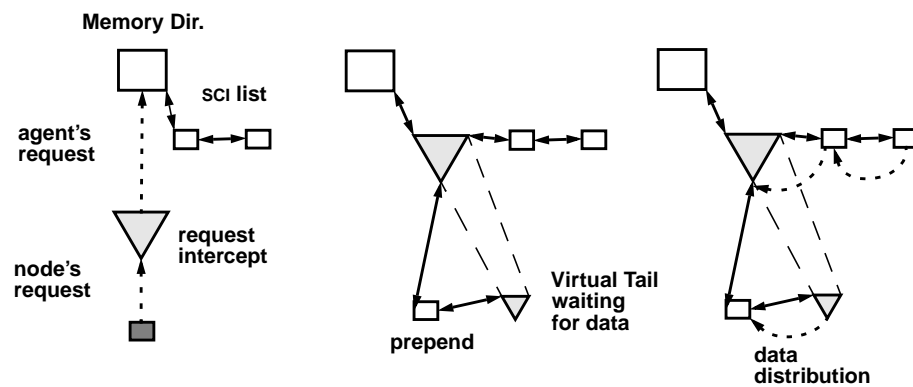 Memory Dir.
SCI list
agent's
request
request
intercept
node's
request
Virtual Tail
waiting
for data
prepend
data
distribution